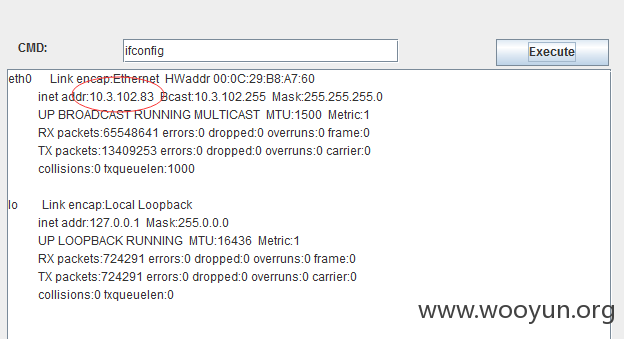 CMD:
ifconfig
Execute
eth0 Link encap:Ethernet HWaddr 00:0C:29:B8:A7:60
inet addr:10.3.102.83 Bcast:10.3.102.255 Mask:255.255.255.0
UP BROADCAST RUNNING MULTICAST MTU:1500 Metric:1
RX packets:65548641 errors:0 dropped:0 overruns:0 frame:0
TX packets:13409253 errors:0 dropped:0 overruns:0 carrier:0
collisions:0 txqueuelen:1000
lo Link encap:Local Loopback
inet addr:127.0.0.1 Mask:255.0.0.0
UP LOOPBACK RUNNING MTU:16436 Metric:1
RX packets:724291 errors:0 dropped:0 overruns:0 frame:0
TX packets:724291 errors:0 dropped:0 overruns:0 carrier:0
collisions:0 txqueuelen:0
www.wooyun.org